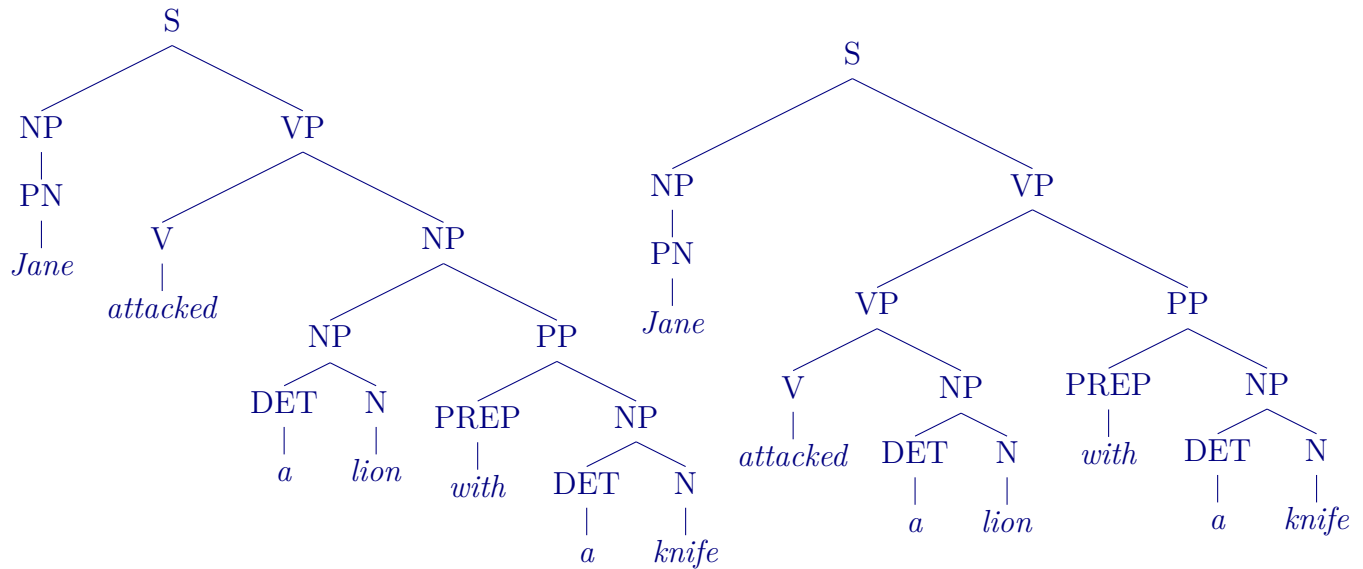 S
NP VP
PN
Jane
V NP
attacked
NP PP
DET N
a lion
PREP NP
with
DET N
a knife
S
NP VP
PN
Jane
VP PP
V NP
attacked
DET N
a lion
PREP NP
with
DET N
a knife